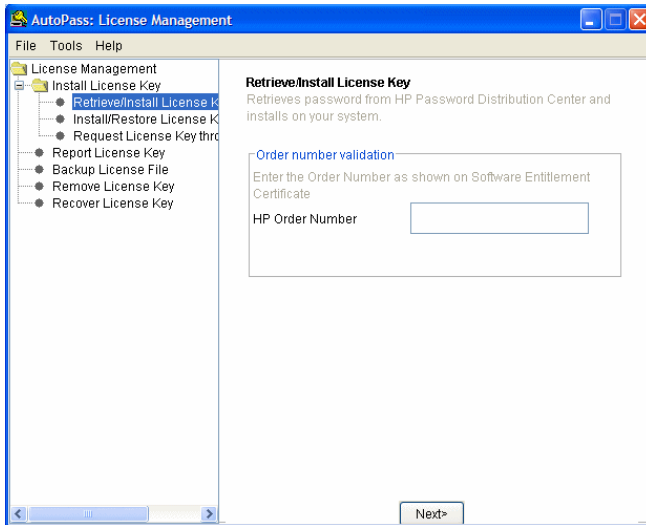 AutoPass: License Management
File Tools Help
License Management
Install License Key
Retrieve/Install License K
Install/Restore License K
Request License Key thro
Report License Key
Backup License File
Remove License Key
Recover License Key
Retrieve/Install License Key
Retrieves password from HP Password Distribution Center and
installs on your system.
Order number validation
Enter the Order Number as shown on Software Entitlement
Certificate
HP Order Number
Next>